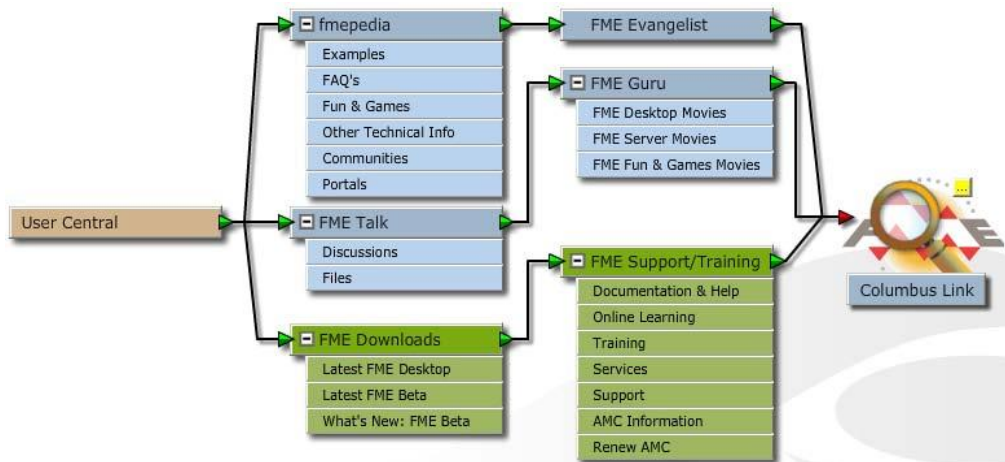 User Central
fmepedia
Examples
FAQ's
Fun & Games
Other Technical Info
Communities
Portals
FME Talk
Discussions
Files
FME Downloads
Latest FME Desktop
Latest FME Beta
What's New: FME Beta
FME Evangelist
FME Guru
FME Desktop Movies
FME Server Movies
FME Fun & Games Movies
FME Support/Training
Documentation & Help
Online Learning
Training
Services
Support
AMC Information
Renew AMC
...
Columbus Link